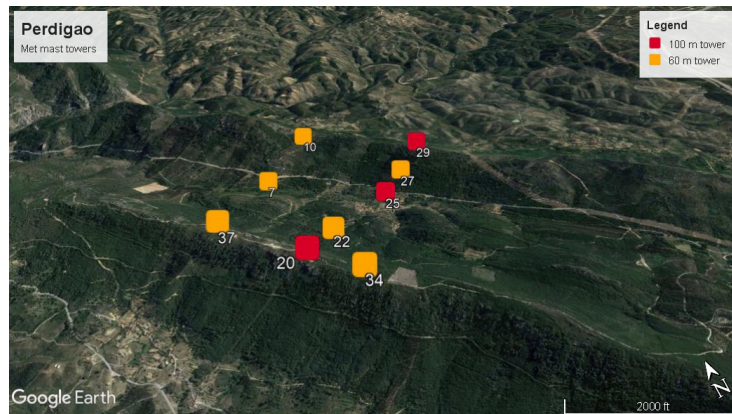 Perdigao
Met mast towers
Legend
100 m tower
60 m tower
10
29
27
7
25
37
22
20
34
Google Earth
N
2000 ft